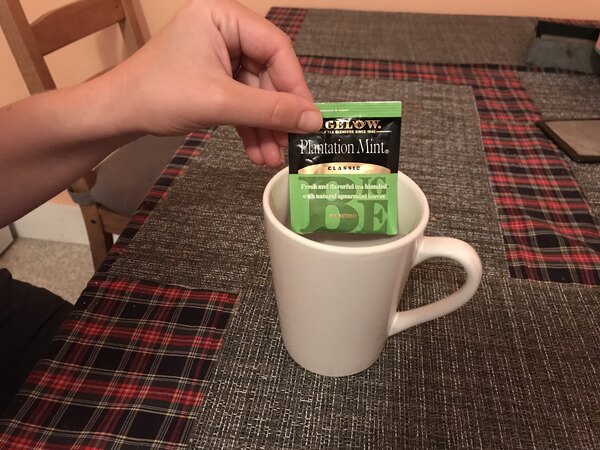 GELOW.
TEA BLENDERS SINCE 1945
Plantation Mint®
CLASSIC
Fresh and flavorful tea blended
with natural spearmint leaves
ALL NATURAL